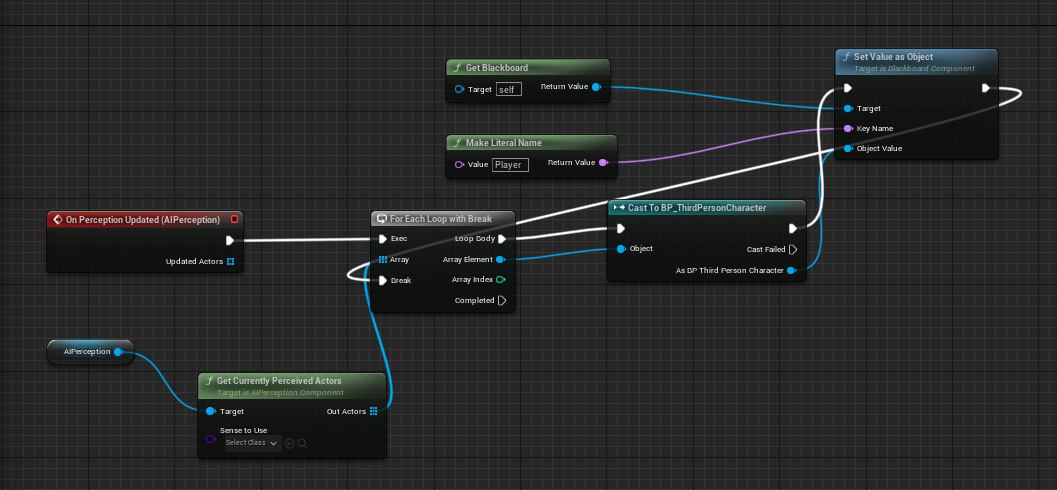 Set Value as Object
Target is Blackboard Component
Target
Key Name
Object Value
Get Blackboard
Target self
Return Value
Make Literal Name
Value Player
Return Value
On Perception Updated (AIPerception)
Updated Actors
For Each Loop with Break
Exec
Loop Body
Array
Array Element
Break
Array Index
Completed
Cast To BP_ThirdPersonCharacter
Object
Cast Failed
As BP Third Person Character
AIPerception
Get Currently Perceived Actors
Target is AIPerception Component
Target
Out Actors
Sense to Use
Select Class